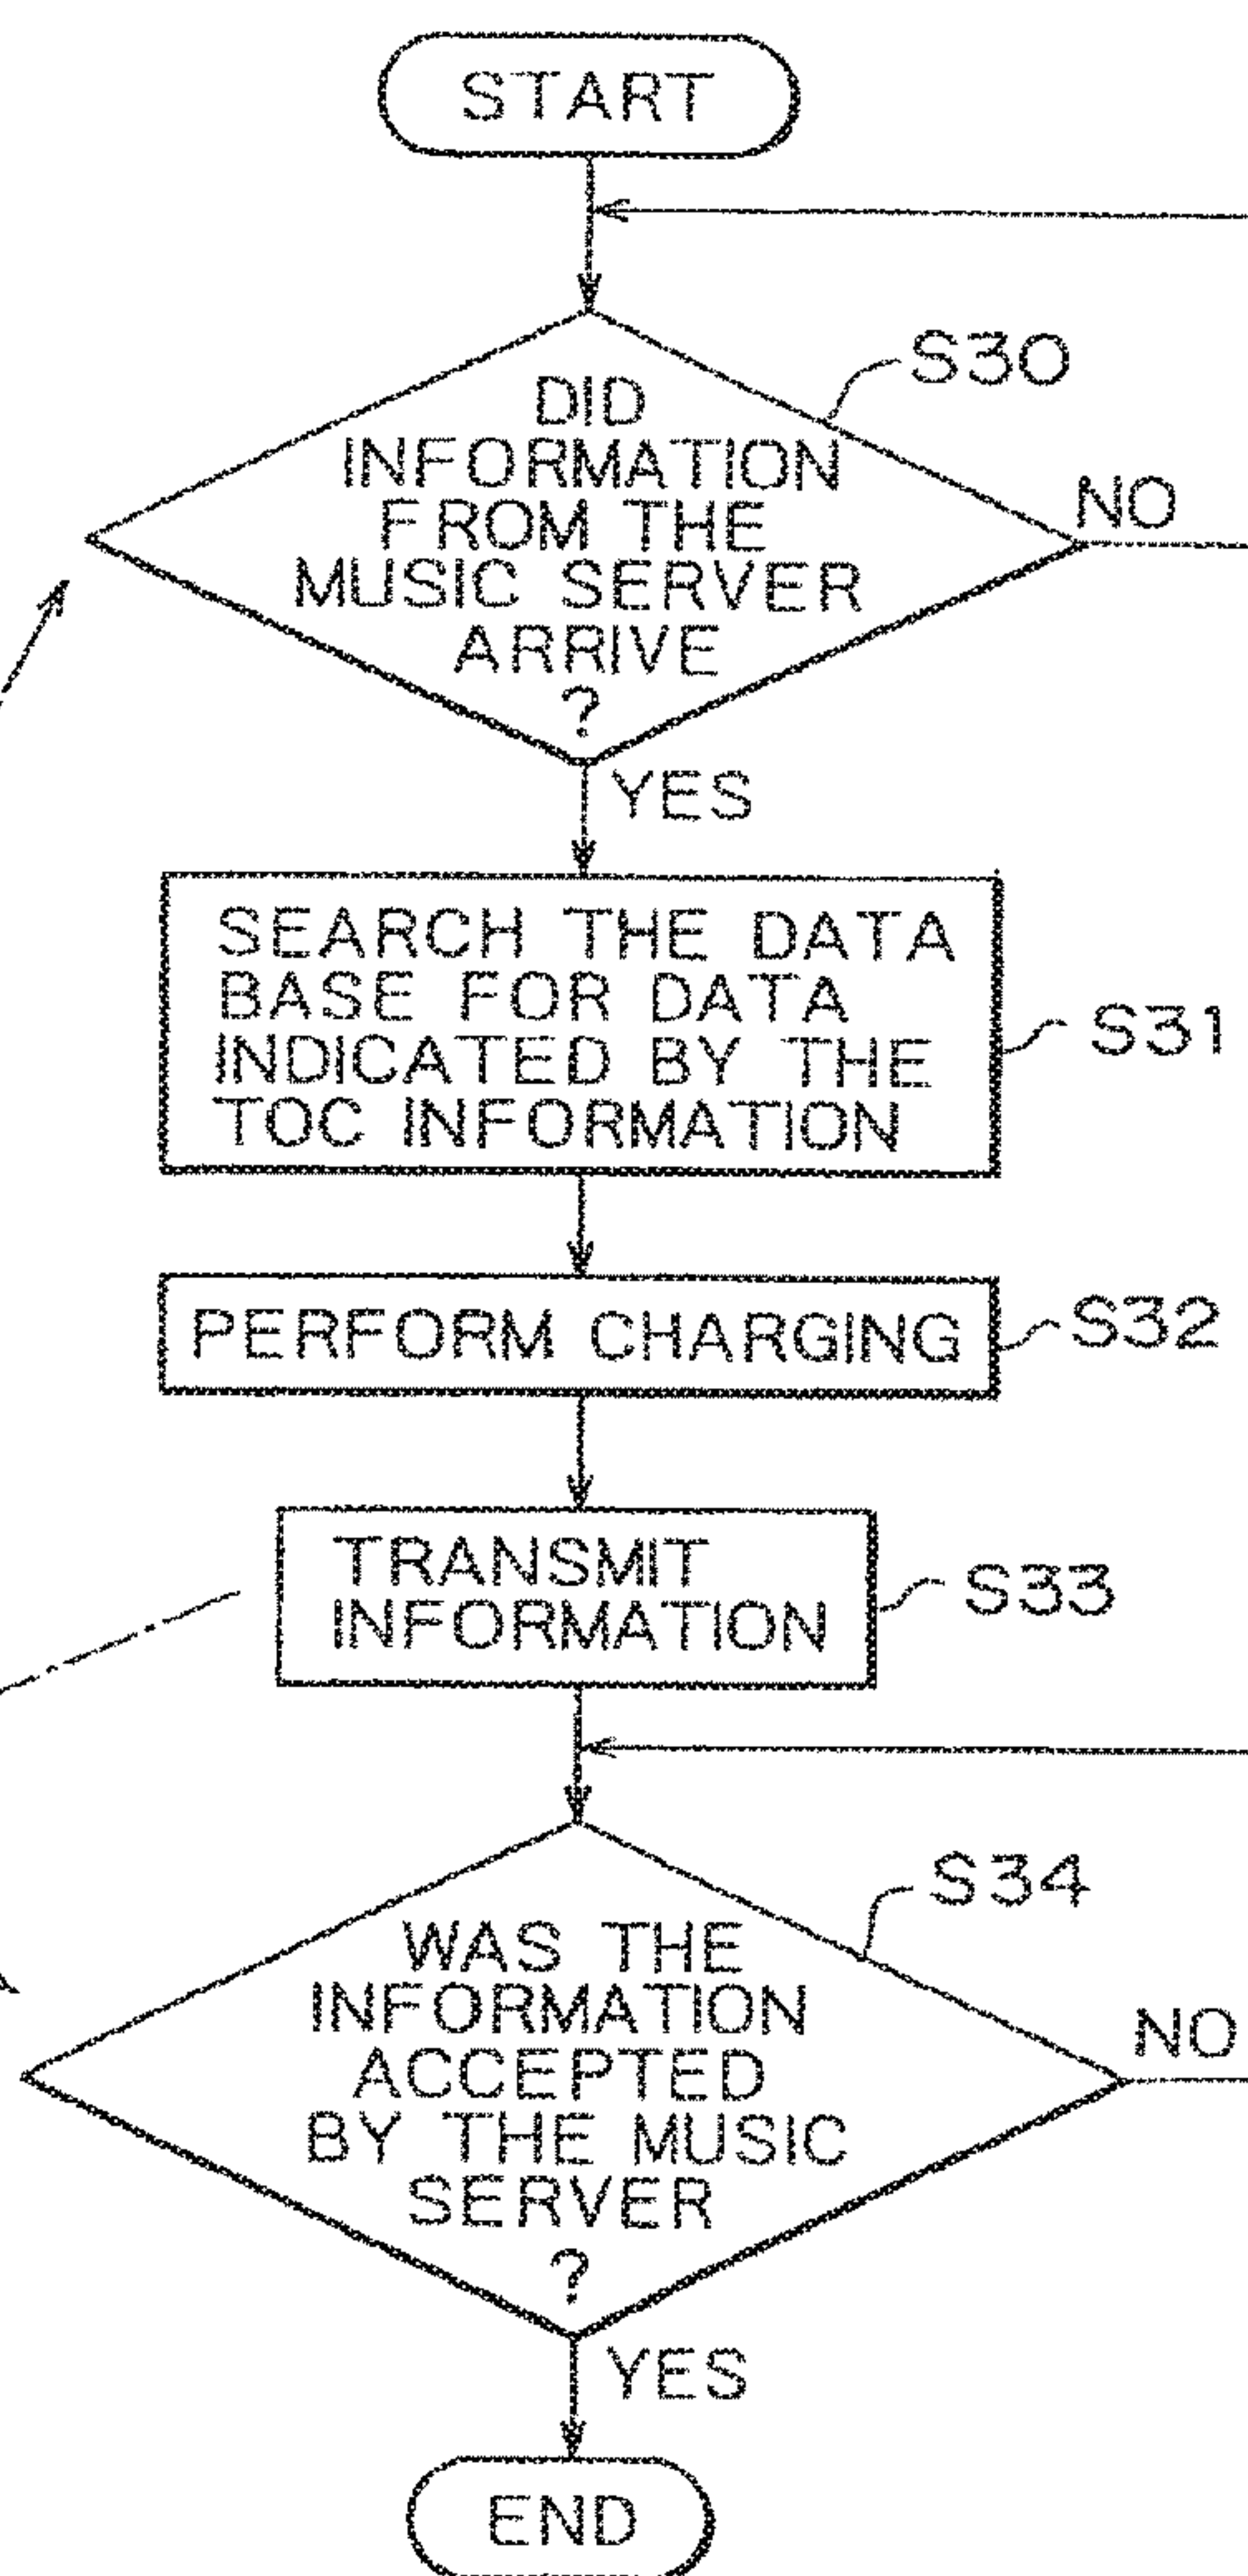 START
S30
DID
INFORMATION
FROM THE
MUSIC SERVER
ARRIVE
?
NO
YES
SEARCH THE DATA
BASE FOR DATA
INDICATED BY THE
TOC INFORMATION
S31
PERFORM CHARGING
S32
TRANSMIT
INFORMATION
S33
S34
WAS THE
INFORMATION
ACCEPTED
BY THE MUSIC
SERVER
?
NO
YES
END